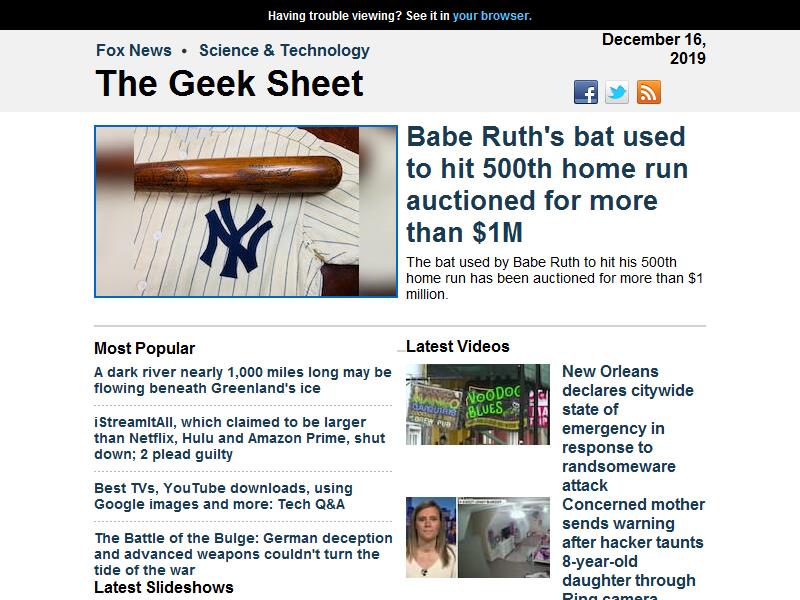 Having trouble viewing? See it in your browser.
Fox News • Science & Technology
The Geek Sheet
December 16,
2019
Babe Ruth's bat used
to hit 500th home run
auctioned for more
than $1M
The bat used by Babe Ruth to hit his 500th
home run has been auctioned for more than $1
million.
NY
Most Popular
A dark river nearly 1,000 miles long may be
flowing beneath Greenland's ice
iStreamItAll, which claimed to be larger
than Netflix, Hulu and Amazon Prime, shut
down; 2 plead guilty
Best TVs, YouTube downloads, using
Google images and more: Tech Q&A
The Battle of the Bulge: German deception
and advanced weapons couldn't turn the
tide of the war
Latest Slideshows
Latest Videos
MANGO
DAIQUIRIS
BREW PUB
VOODOO
BLUES
New Orleans
declares citywide
state of
emergency in
response to
randsomeware
attack
Concerned mother
sends warning
after hacker taunts
8-year-old
daughter through
Ring camera